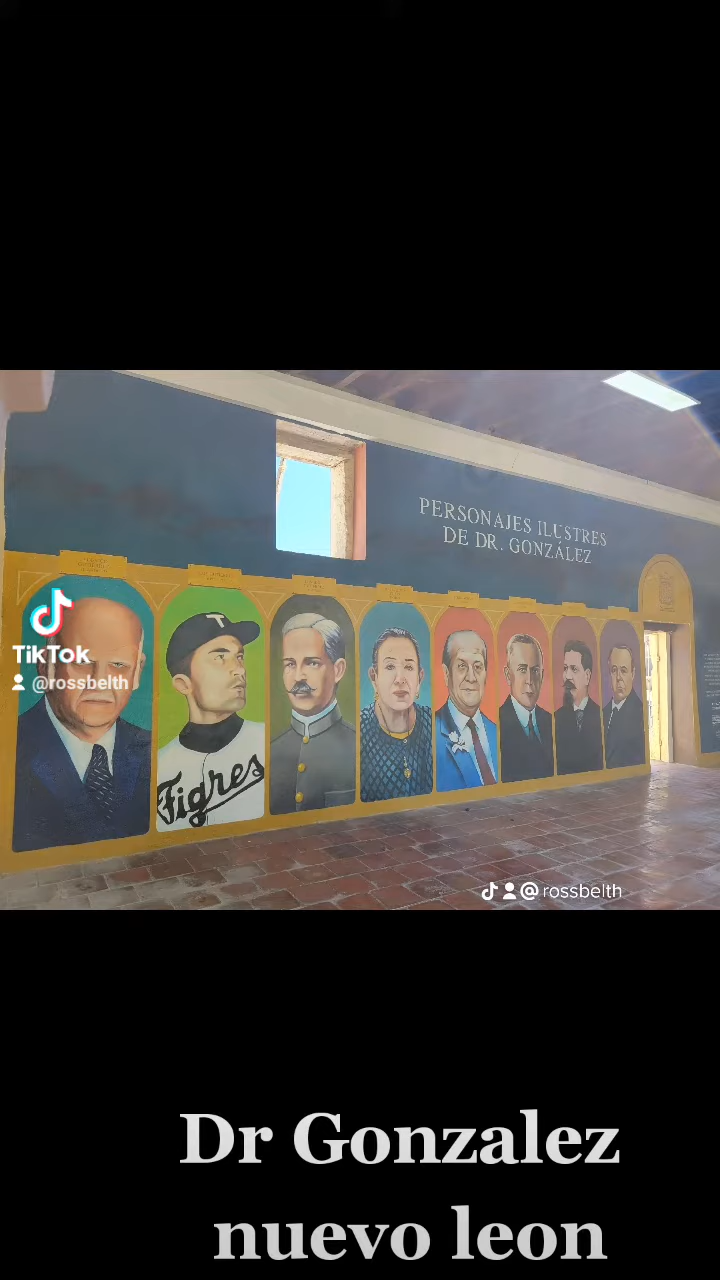 PERSONAJES ILUSTRES
DE DR. GONZÁLEZ
T
TikTok
@rossbelth
Tigres
@rossbelth
Dr Gonzalez
nuevo leon